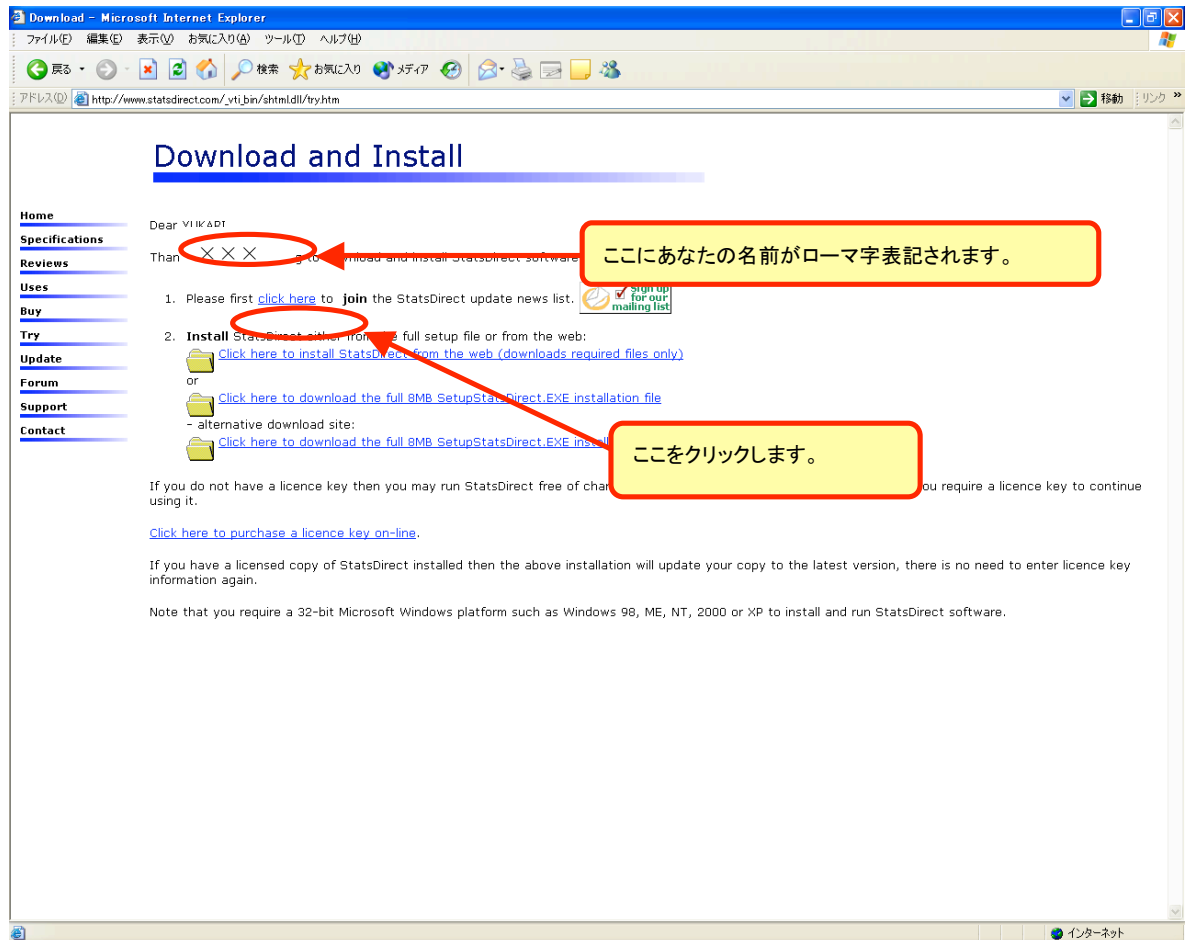 Download - Microsoft Internet Explorer
ファイル(F) 編集(E) 表示(V) お気に入り(A) ツール(T) ヘルプ(H)
戻る 検索 お気に入り メディア
アドレス(D) http://www.statsdirect.com/_vti_bin/shtml.dll/try.htm 移動 リンク »
Download and Install
Home
Specifications
Reviews
Uses
Buy
Try
Update
Forum
Support
Contact
Dear YUKARI
Than ××× g to download and install StatsDirect software
ここにあなたの名前がローマ字表記されます。
1. Please first click here to join the StatsDirect update news list.
Sign up
for our
mailing list
2. Install StatsDirect either from the full setup file or from the web:
Click here to install StatsDirect from the web (downloads required files only)
or
Click here to download the full 8MB SetupStatsDirect.EXE installation file
- alternative download site:
Click here to download the full 8MB SetupStatsDirect.EXE install
ここをクリックします。
If you do not have a licence key then you may run StatsDirect free of char ou require a licence key to continue
using it.
Click here to purchase a licence key on-line.
If you have a licensed copy of StatsDirect installed then the above installation will update your copy to the latest version, there is no need to enter licence key
information again.
Note that you require a 32-bit Microsoft Windows platform such as Windows 98, ME, NT, 2000 or XP to install and run StatsDirect software.
インターネット